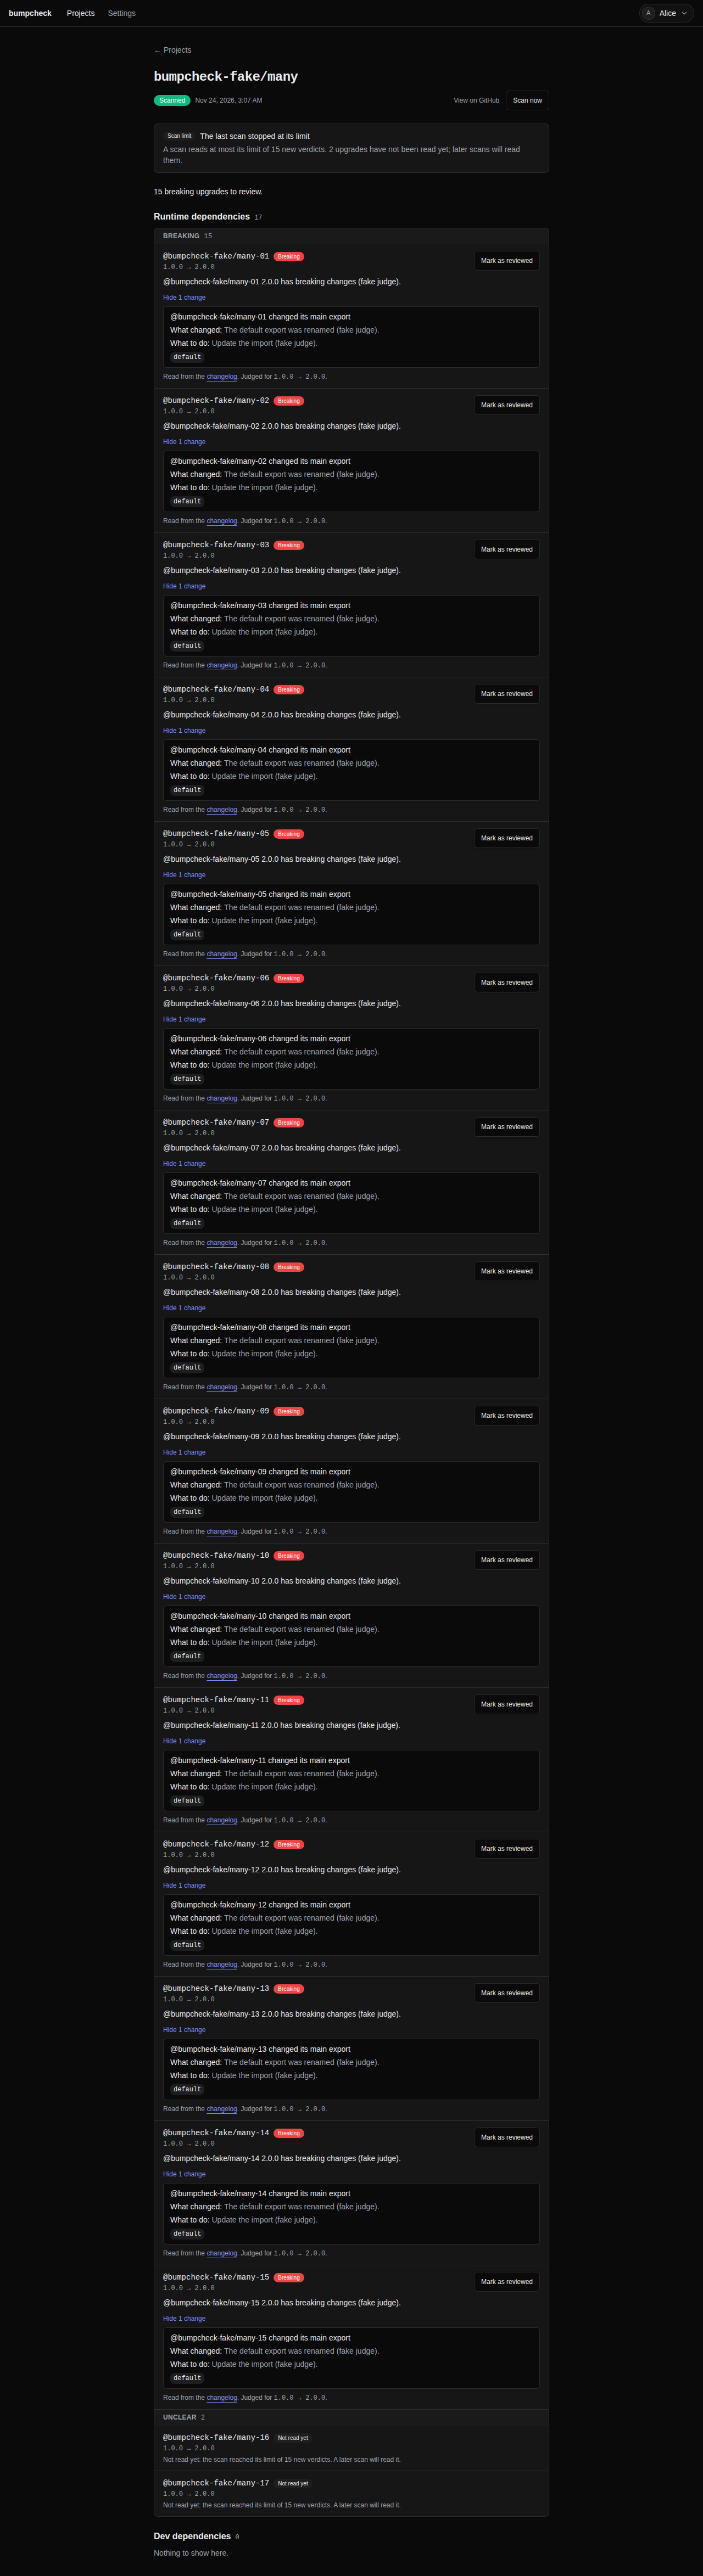 bumpcheck Projects Settings A Alice
← Projects
bumpcheck-fake/many
Scanned Nov 24, 2026, 3:07 AM View on GitHub Scan now
Scan limit The last scan stopped at its limit
A scan reads at most its limit of 15 new verdicts. 2 upgrades have not been read yet; later scans will read
them.
15 breaking upgrades to review.
Runtime dependencies 17
BREAKING 15
@bumpcheck-fake/many-01 Breaking Mark as reviewed
1.0.0 → 2.0.0
@bumpcheck-fake/many-01 2.0.0 has breaking changes (fake judge).
Hide 1 change
@bumpcheck-fake/many-01 changed its main export
What changed: The default export was renamed (fake judge).
What to do: Update the import (fake judge).
default
Read from the changelog. Judged for 1.0.0 → 2.0.0.
@bumpcheck-fake/many-02 Breaking Mark as reviewed
1.0.0 → 2.0.0
@bumpcheck-fake/many-02 2.0.0 has breaking changes (fake judge).
Hide 1 change
@bumpcheck-fake/many-02 changed its main export
What changed: The default export was renamed (fake judge).
What to do: Update the import (fake judge).
default
Read from the changelog. Judged for 1.0.0 → 2.0.0.
@bumpcheck-fake/many-03 Breaking Mark as reviewed
1.0.0 → 2.0.0
@bumpcheck-fake/many-03 2.0.0 has breaking changes (fake judge).
Hide 1 change
@bumpcheck-fake/many-03 changed its main export
What changed: The default export was renamed (fake judge).
What to do: Update the import (fake judge).
default
Read from the changelog. Judged for 1.0.0 → 2.0.0.
@bumpcheck-fake/many-04 Breaking Mark as reviewed
1.0.0 → 2.0.0
@bumpcheck-fake/many-04 2.0.0 has breaking changes (fake judge).
Hide 1 change
@bumpcheck-fake/many-04 changed its main export
What changed: The default export was renamed (fake judge).
What to do: Update the import (fake judge).
default
Read from the changelog. Judged for 1.0.0 → 2.0.0.
@bumpcheck-fake/many-05 Breaking Mark as reviewed
1.0.0 → 2.0.0
@bumpcheck-fake/many-05 2.0.0 has breaking changes (fake judge).
Hide 1 change
@bumpcheck-fake/many-05 changed its main export
What changed: The default export was renamed (fake judge).
What to do: Update the import (fake judge).
default
Read from the changelog. Judged for 1.0.0 → 2.0.0.
@bumpcheck-fake/many-06 Breaking Mark as reviewed
1.0.0 → 2.0.0
@bumpcheck-fake/many-06 2.0.0 has breaking changes (fake judge).
Hide 1 change
@bumpcheck-fake/many-06 changed its main export
What changed: The default export was renamed (fake judge).
What to do: Update the import (fake judge).
default
Read from the changelog. Judged for 1.0.0 → 2.0.0.
@bumpcheck-fake/many-07 Breaking Mark as reviewed
1.0.0 → 2.0.0
@bumpcheck-fake/many-07 2.0.0 has breaking changes (fake judge).
Hide 1 change
@bumpcheck-fake/many-07 changed its main export
What changed: The default export was renamed (fake judge).
What to do: Update the import (fake judge).
default
Read from the changelog. Judged for 1.0.0 → 2.0.0.
@bumpcheck-fake/many-08 Breaking Mark as reviewed
1.0.0 → 2.0.0
@bumpcheck-fake/many-08 2.0.0 has breaking changes (fake judge).
Hide 1 change
@bumpcheck-fake/many-08 changed its main export
What changed: The default export was renamed (fake judge).
What to do: Update the import (fake judge).
default
Read from the changelog. Judged for 1.0.0 → 2.0.0.
@bumpcheck-fake/many-09 Breaking Mark as reviewed
1.0.0 → 2.0.0
@bumpcheck-fake/many-09 2.0.0 has breaking changes (fake judge).
Hide 1 change
@bumpcheck-fake/many-09 changed its main export
What changed: The default export was renamed (fake judge).
What to do: Update the import (fake judge).
default
Read from the changelog. Judged for 1.0.0 → 2.0.0.
@bumpcheck-fake/many-10 Breaking Mark as reviewed
1.0.0 → 2.0.0
@bumpcheck-fake/many-10 2.0.0 has breaking changes (fake judge).
Hide 1 change
@bumpcheck-fake/many-10 changed its main export
What changed: The default export was renamed (fake judge).
What to do: Update the import (fake judge).
default
Read from the changelog. Judged for 1.0.0 → 2.0.0.
@bumpcheck-fake/many-11 Breaking Mark as reviewed
1.0.0 → 2.0.0
@bumpcheck-fake/many-11 2.0.0 has breaking changes (fake judge).
Hide 1 change
@bumpcheck-fake/many-11 changed its main export
What changed: The default export was renamed (fake judge).
What to do: Update the import (fake judge).
default
Read from the changelog. Judged for 1.0.0 → 2.0.0.
@bumpcheck-fake/many-12 Breaking Mark as reviewed
1.0.0 → 2.0.0
@bumpcheck-fake/many-12 2.0.0 has breaking changes (fake judge).
Hide 1 change
@bumpcheck-fake/many-12 changed its main export
What changed: The default export was renamed (fake judge).
What to do: Update the import (fake judge).
default
Read from the changelog. Judged for 1.0.0 → 2.0.0.
@bumpcheck-fake/many-13 Breaking Mark as reviewed
1.0.0 → 2.0.0
@bumpcheck-fake/many-13 2.0.0 has breaking changes (fake judge).
Hide 1 change
@bumpcheck-fake/many-13 changed its main export
What changed: The default export was renamed (fake judge).
What to do: Update the import (fake judge).
default
Read from the changelog. Judged for 1.0.0 → 2.0.0.
@bumpcheck-fake/many-14 Breaking Mark as reviewed
1.0.0 → 2.0.0
@bumpcheck-fake/many-14 2.0.0 has breaking changes (fake judge).
Hide 1 change
@bumpcheck-fake/many-14 changed its main export
What changed: The default export was renamed (fake judge).
What to do: Update the import (fake judge).
default
Read from the changelog. Judged for 1.0.0 → 2.0.0.
@bumpcheck-fake/many-15 Breaking Mark as reviewed
1.0.0 → 2.0.0
@bumpcheck-fake/many-15 2.0.0 has breaking changes (fake judge).
Hide 1 change
@bumpcheck-fake/many-15 changed its main export
What changed: The default export was renamed (fake judge).
What to do: Update the import (fake judge).
default
Read from the changelog. Judged for 1.0.0 → 2.0.0.
UNCLEAR 2
@bumpcheck-fake/many-16 Not read yet
1.0.0 → 2.0.0
Not read yet: the scan reached its limit of 15 new verdicts. A later scan will read it.
@bumpcheck-fake/many-17 Not read yet
1.0.0 → 2.0.0
Not read yet: the scan reached its limit of 15 new verdicts. A later scan will read it.
Dev dependencies 0
Nothing to show here.